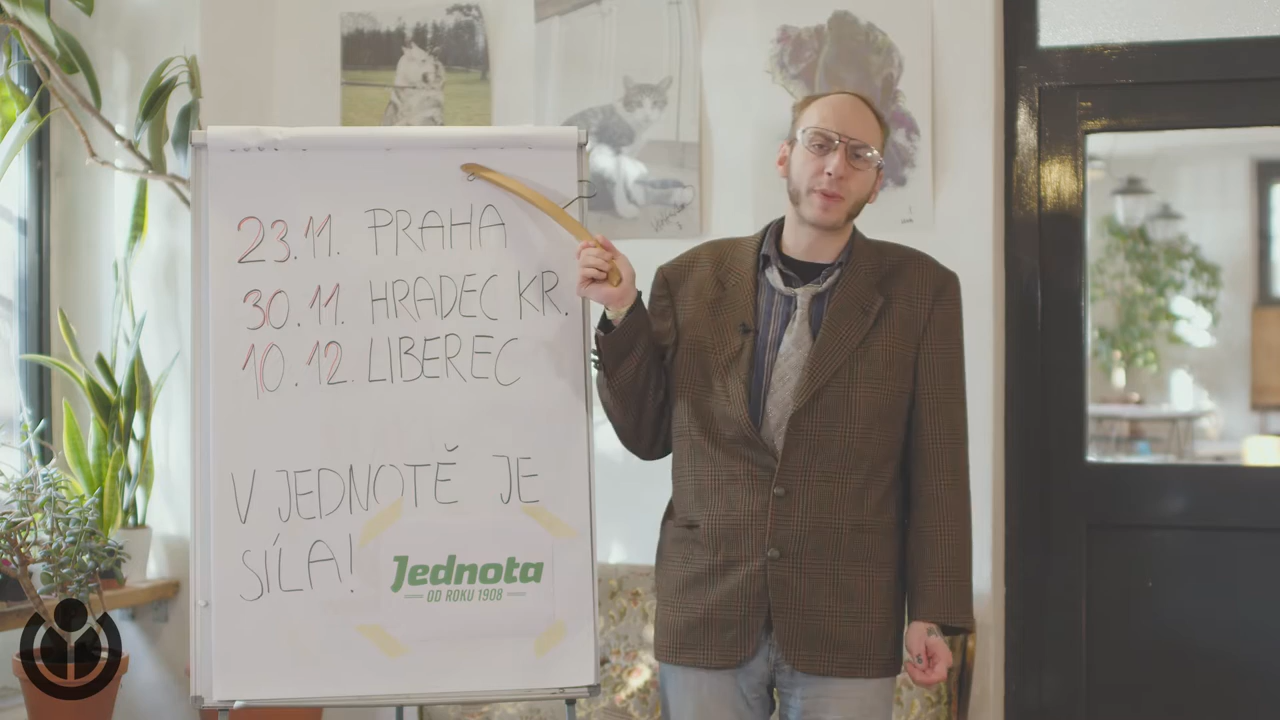 23.11. PRAHA
30.11. HRADEC KR.
10.12. LIBEREC
V JEDNOTĚ JE
SÍLA!
Jednota
OD ROKU 1908